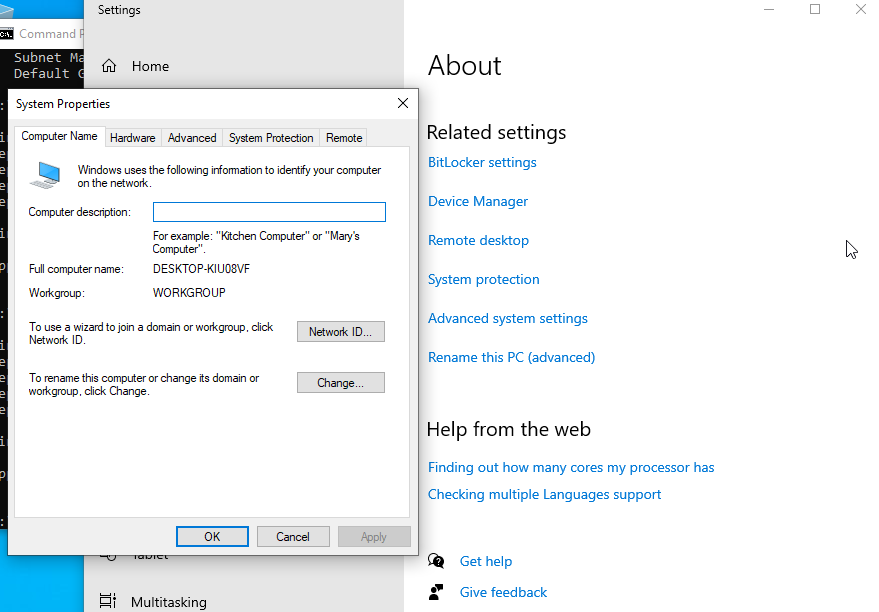 Settings
Command
Subnet Ma
Default G
Home
System Properties
Computer Name
Hardware
Advanced
System Protection
Remote
Windows uses the following information to identify your computer
on the network.
Computer description:
For example: "Kitchen Computer" or "Mary's
Computer".
Full computer name:
DESKTOP-KIU08VF
Workgroup:
WORKGROUP
To use a wizard to join a domain or workgroup, click
Network ID.
Network ID...
To rename this computer or change its domain or
workgroup, click Change.
Change...
OK
Cancel
Apply
Tablet
Multitasking
About
Related settings
BitLocker settings
Device Manager
Remote desktop
System protection
Advanced system settings
Rename this PC (advanced)
Help from the web
Finding out how many cores my processor has
Checking multiple Languages support
Get help
Give feedback